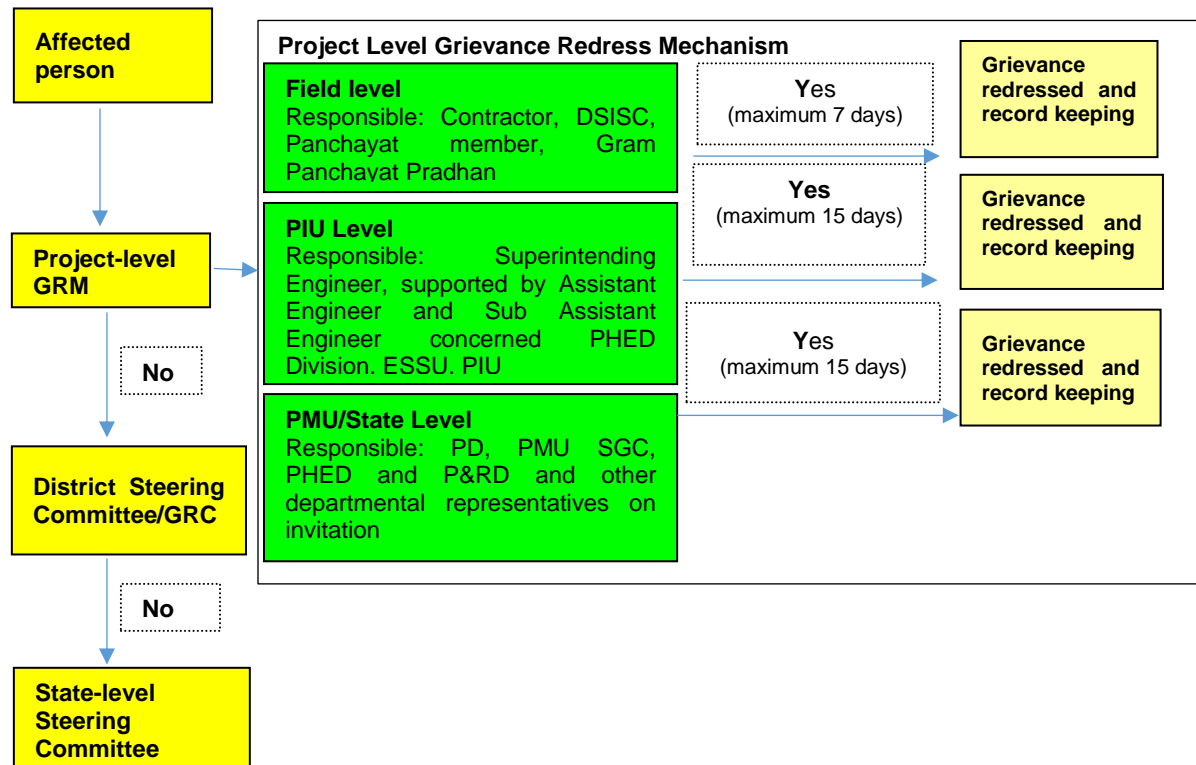 Affected
person
Project Level Grievance Redress Mechanism
Field level
Responsible: Contractor, DSISC,
Panchayat member, Gram
Panchayat Pradhan
Yes
(maximum 7 days)
Grievance
redressed and
record keeping
Project-level
GRM
PIU Level
Responsible: Superintending
Engineer, supported by Assistant
Engineer and Sub Assistant
Engineer concerned PHED
Division. ESSU. PIU
Yes
(maximum 15 days)
Grievance
redressed and
record keeping
No
PMU/State Level
Responsible: PD, PMU SGC,
PHED and P&RD and other
departmental representatives on
invitation
Yes
(maximum 15 days)
Grievance
redressed and
record keeping
District Steering
Committee/GRC
No
State-level
Steering
Committee